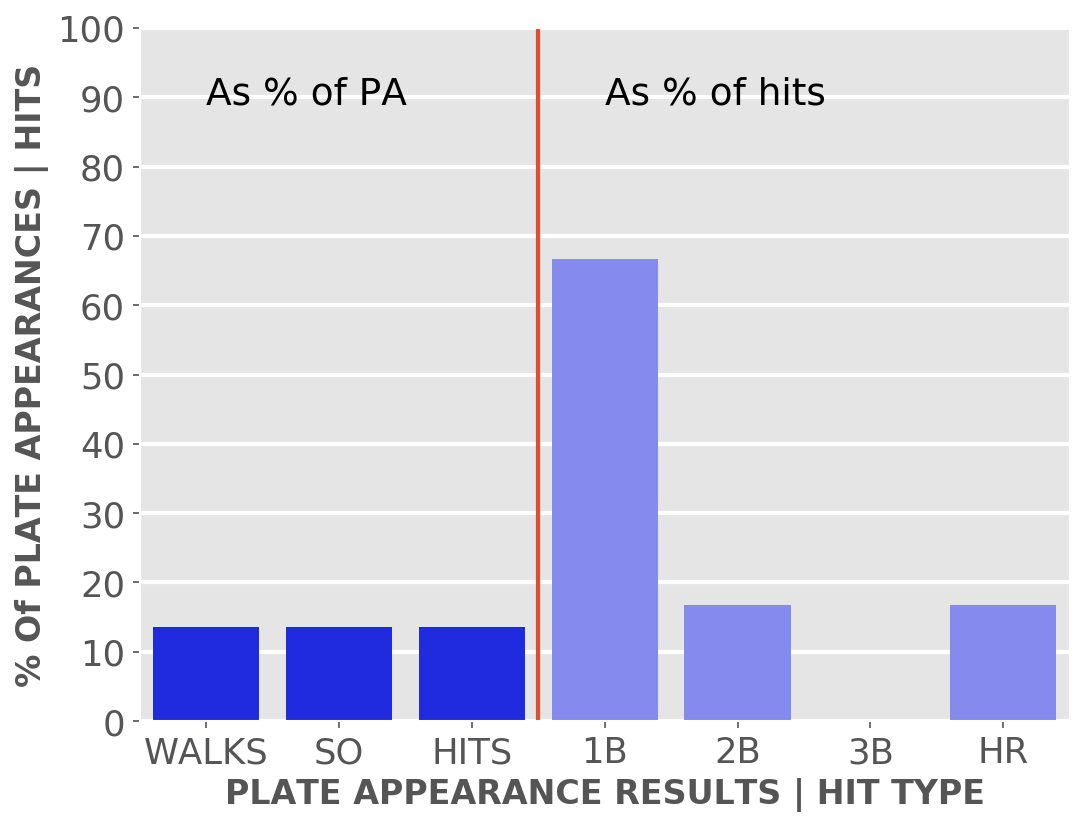 % Of PLATE APPEARANCES | HITS
100
90
80
70
60
50
40
30
20
10
0
As % of PA
As % of hits
WALKS SO HITS 1B 2B 3B HR
PLATE APPEARANCE RESULTS | HIT TYPE